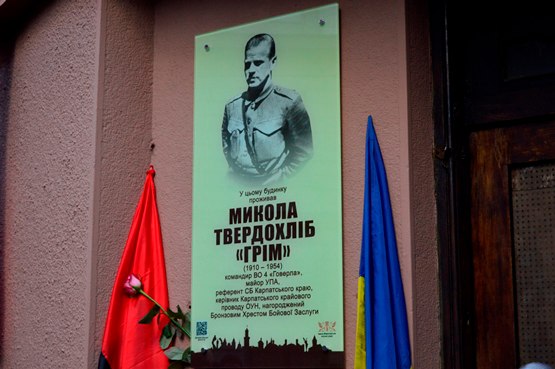 У цьому будинку
проживав
МИКОЛА
ТВЕРДОХЛІБ
«ГРІМ»
(1910 – 1954)
командир ВО 4 «Говерла»,
майор УПА,
референт СБ Карпатського краю,
керівник Карпатського крайового
проводу ОУН, нагороджений
Бронзовим Хрестом Бойової Заслуги